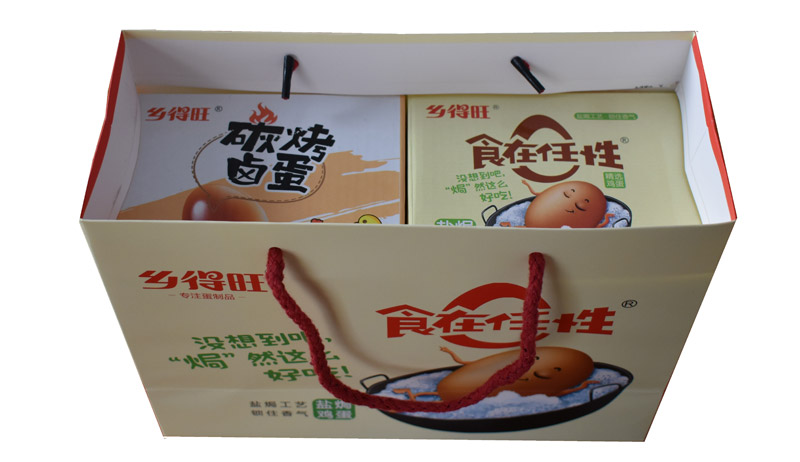 乡得旺®
碳烤
卤蛋
乡得旺®
盐焗工艺 锁住香气
食在任性®
没想到吧,
“焗”然这么
好吃!
精选
鸡蛋
盐焗
乡得旺
专注蛋制品
食在任性®
没想到吧,
“焗”然这么
好吃!
盐焗工艺
锁住香气
盐焗
鸡蛋